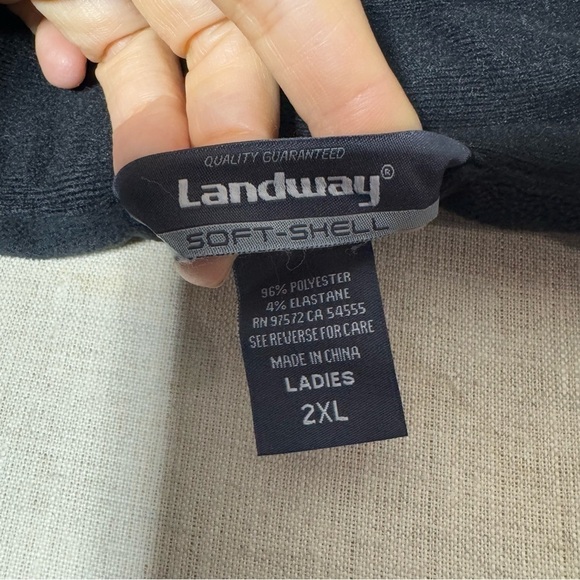 QUALITY GUARANTEED
Landway®
SOFT-SHELL
96% POLYESTER
4% ELASTANE
RN 97572 CA 54555
SEE REVERSE FOR CARE
MADE IN CHINA
LADIES
2XL